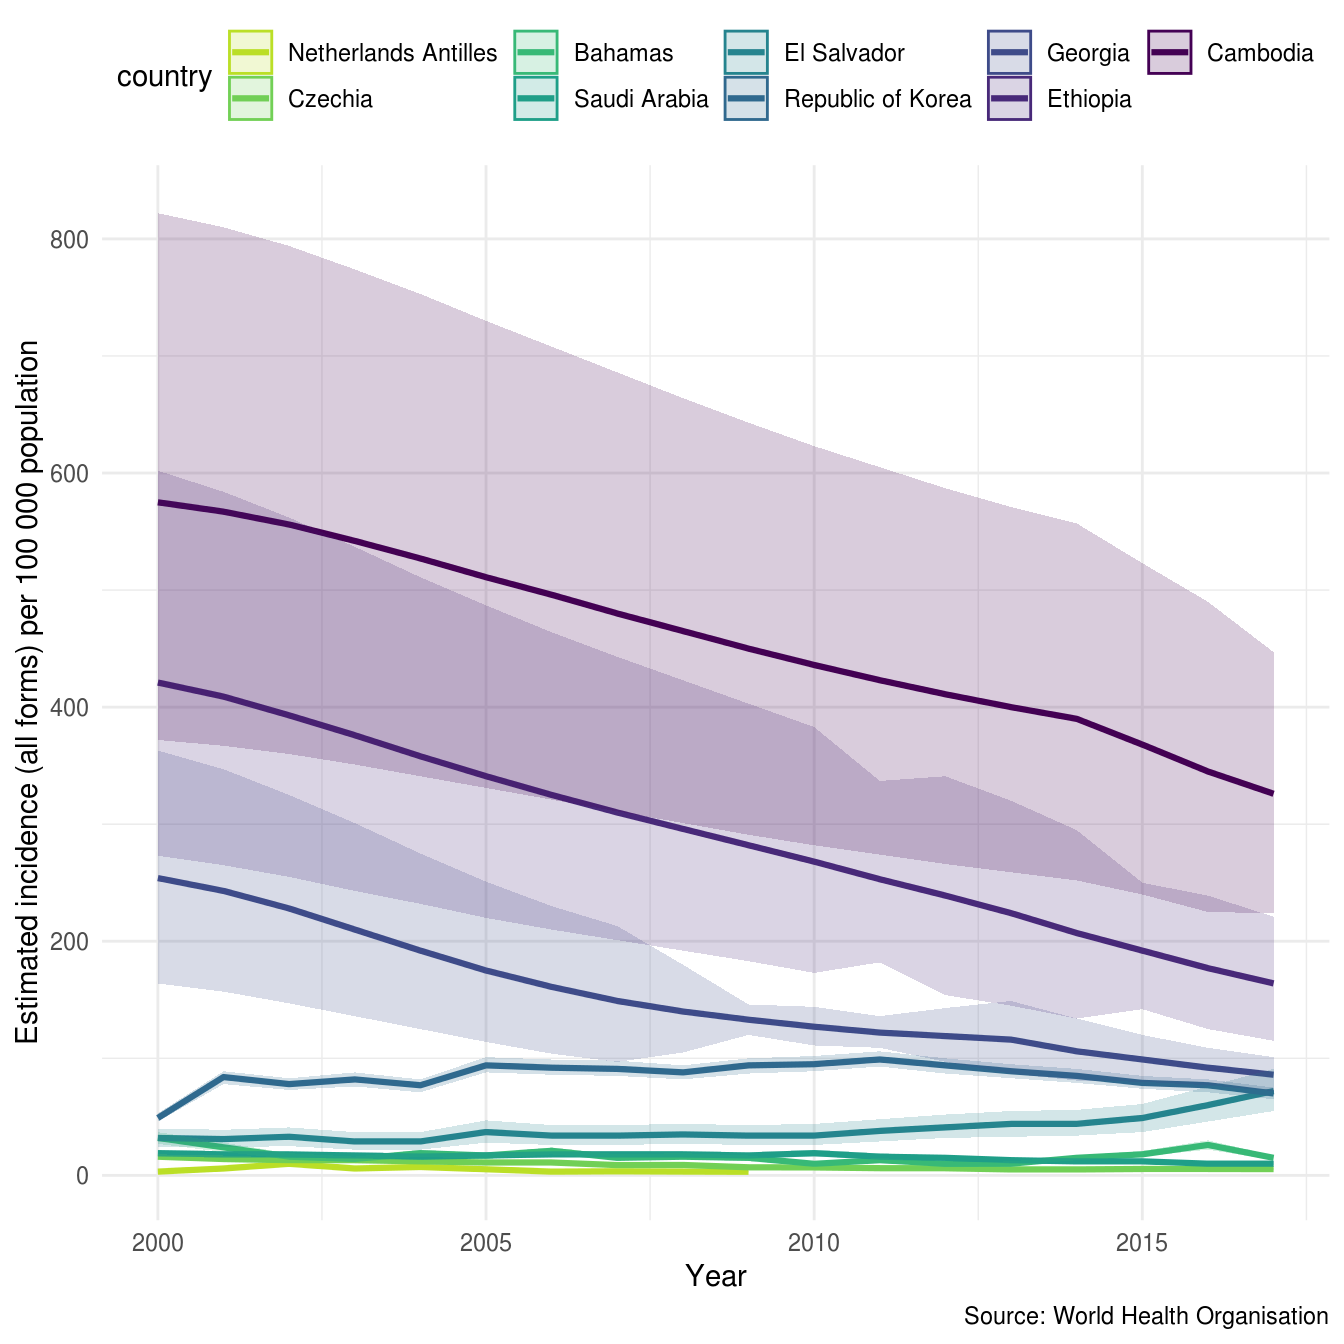 country
Netherlands Antilles
Bahamas
El Salvador
Georgia
Cambodia
Czechia
Saudi Arabia
Republic of Korea
Ethiopia
Estimated incidence (all forms) per 100 000 population
800
600
400
200
0
2000
2005
2010
2015
Year
Source: World Health Organisation